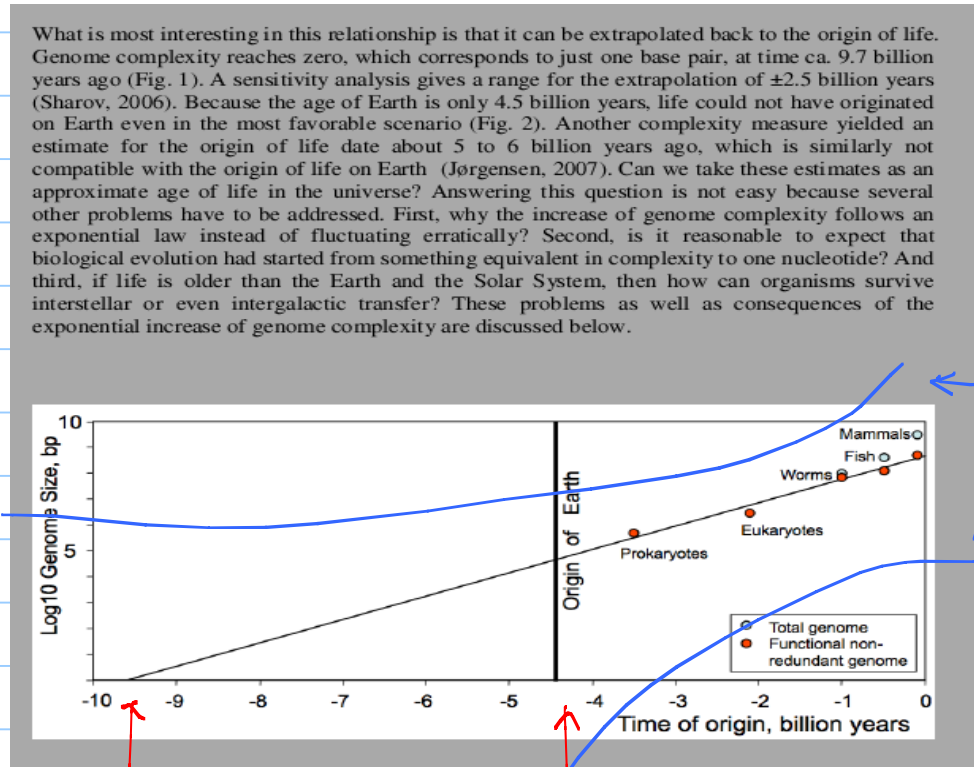 What is most interesting in this relationship is that it can be extrapolated back to the origin of life.
Genome complexity reaches zero, which corresponds to just one base pair, at time ca. 9.7 billion
years ago (Fig. 1). A sensitivity analysis gives a range for the extrapolation of ±2.5 billion years
(Sharov, 2006). Because the age of Earth is only 4.5 billion years, life could not have originated
on Earth even in the most favorable scenario (Fig. 2). Another complexity measure yielded an
estimate for the origin of life date about 5 to 6 billion years ago, which is similarly not
compatible with the origin of life on Earth (Jørgensen, 2007). Can we take these estimates as an
approximate age of life in the universe? Answering this question is not easy because several
other problems have to be addressed. First, why the increase of genome complexity follows an
exponential law instead of fluctuating erratically? Second, is it reasonable to expect that
biological evolution had started from something equivalent in complexity to one nucleotide? And
third, if life is older than the Earth and the Solar System, then how can organisms survive
interstellar or even intergalactic transfer? These problems as well as consequences of the
exponential increase of genome complexity are discussed below.
10
Mammals
Fish
Worms
Log10 Genome Size, bp
5
Origin of Earth
Eukaryotes
Prokaryotes
Total genome
Functional non-
redundant genome
-10 -9 -8 -7 -6 -5 -4 -3 -2 -1 0
Time of origin, billion years